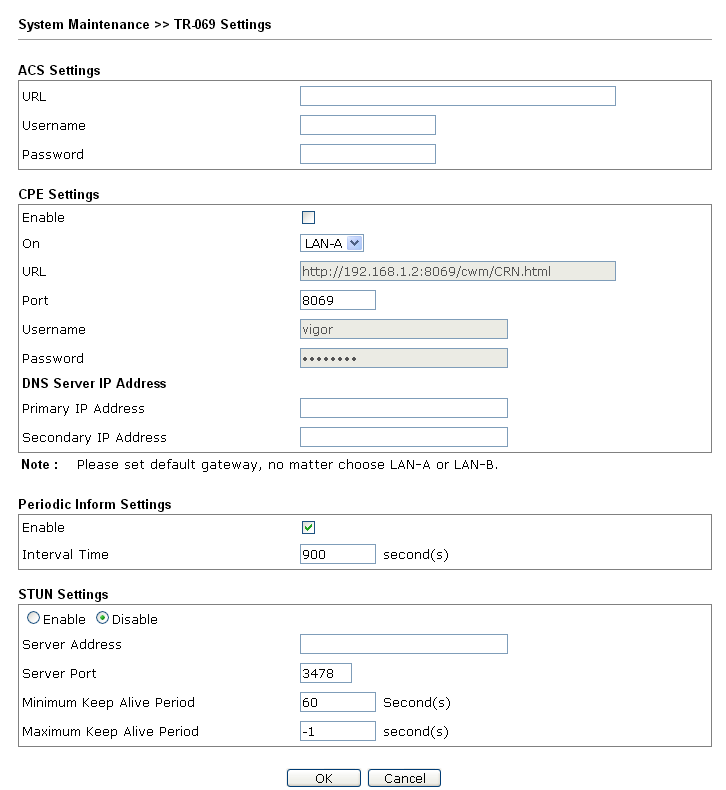 System Maintenance >> TR-069 Settings
ACS Settings
URL
Username
Password
CPE Settings
Enable
On LAN-A
URL http://192.168.1.2:8069/cwm/CRN.html
Port 8069
Username vigor
Password ••••••••
DNS Server IP Address
Primary IP Address
Secondary IP Address
Note : Please set default gateway, no matter choose LAN-A or LAN-B.
Periodic Inform Settings
Enable
Interval Time 900 second(s)
STUN Settings
Enable Disable
Server Address
Server Port 3478
Minimum Keep Alive Period 60 Second(s)
Maximum Keep Alive Period -1 second(s)
OK Cancel